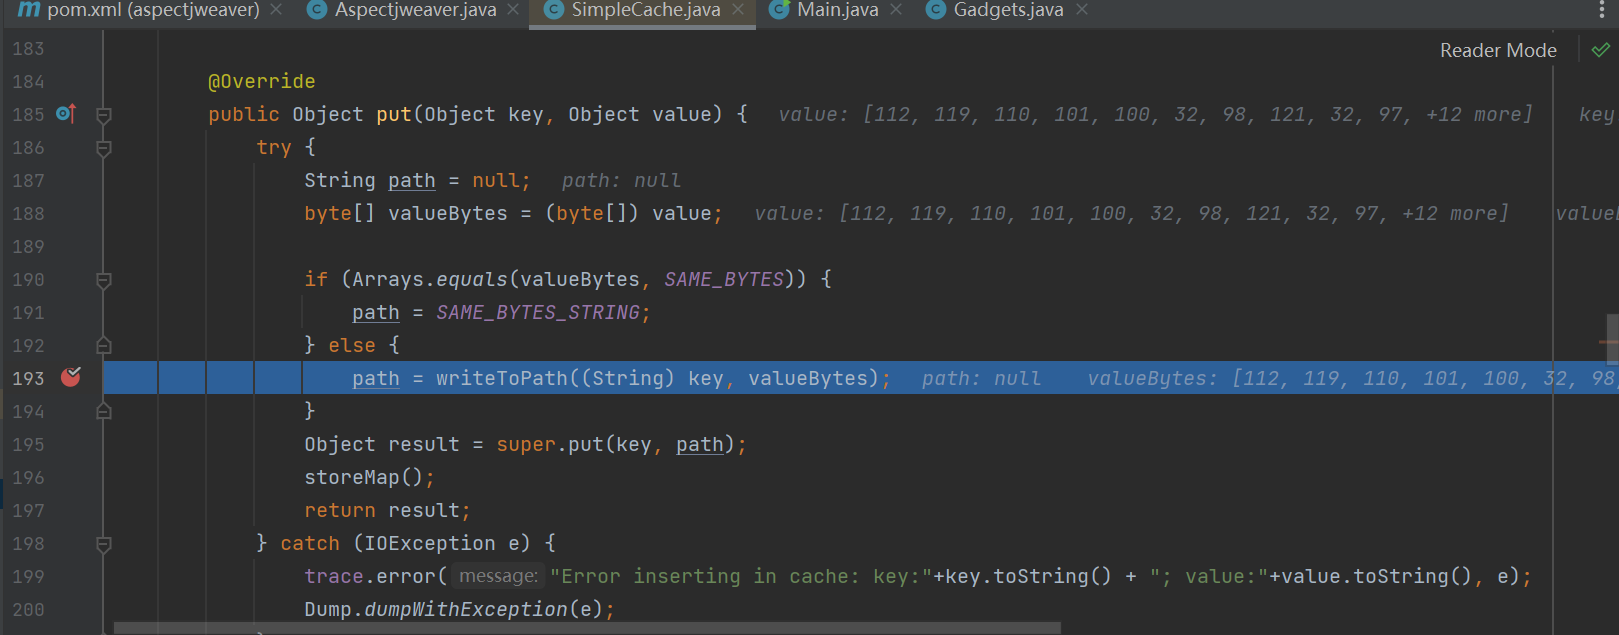 pom.xml (aspectjweaver) Aspectjweaver.java SimpleCache.java Main.java Gadgets.java
Reader Mode
183
184 @Override
185 public Object put(Object key, Object value) { value: [112, 119, 110, 101, 100, 32, 98, 121, 32, 97, +12 more] key
186 try {
187 String path = null; path: null
188 byte[] valueBytes = (byte[]) value; value: [112, 119, 110, 101, 100, 32, 98, 121, 32, 97, +12 more]
189
190 if (Arrays.equals(valueBytes, SAME_BYTES)) {
191 path = SAME_BYTES_STRING;
192 } else {
193 path = writeToPath((String) key, valueBytes); path: null valueBytes: [112, 119, 110, 101, 100, 32, 98,
194 }
195 Object result = super.put(key, path);
196 storeMap();
197 return result;
198 } catch (IOException e) {
199 trace.error( message: "Error inserting in cache: key:"+key.toString() + "; value:"+value.toString(), e);
200 Dump.dumpWithException(e);